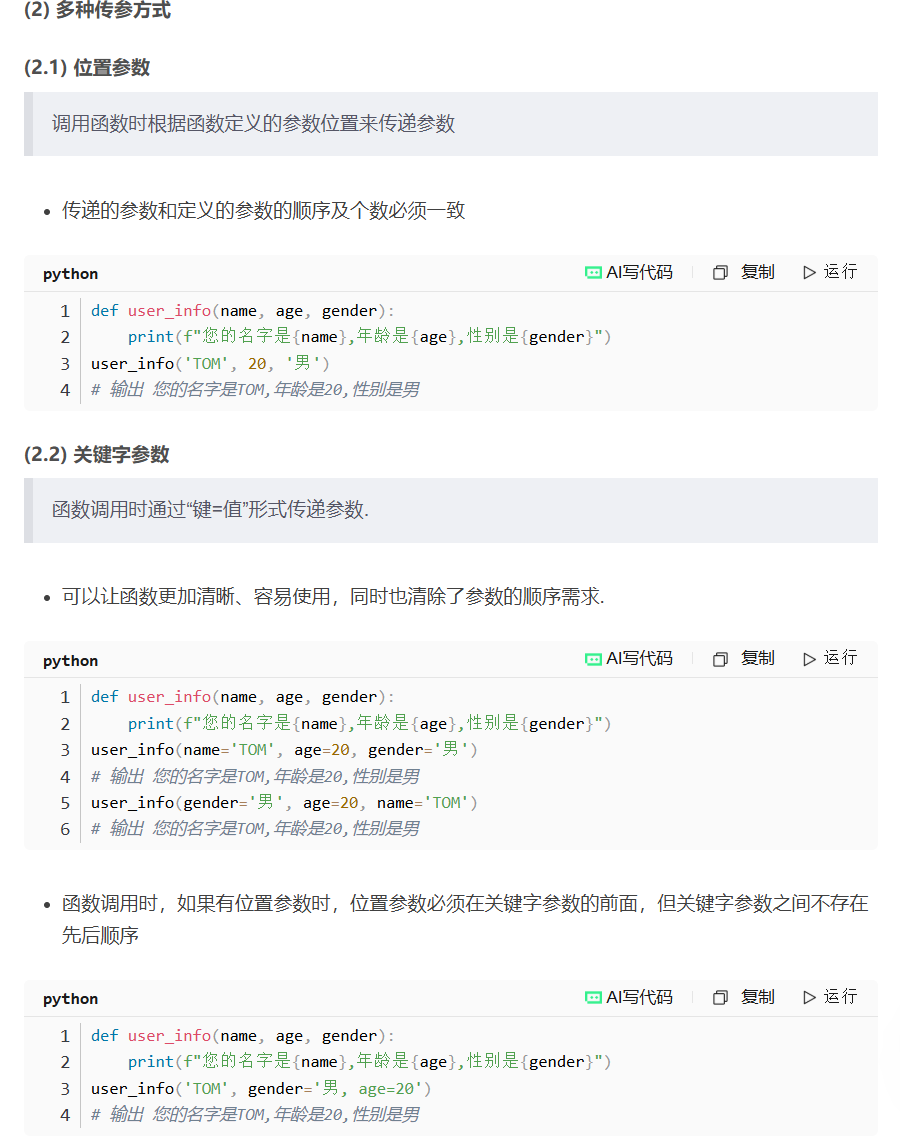 (2) 多种传参方式
(2.1) 位置参数
调用函数时根据函数定义的参数位置来传递参数
• 传递的参数和定义的参数的顺序及个数必须一致
python AI写代码 复制 运行
1 def user_info(name, age, gender):
2     print(f"您的名字是{name},年龄是{age},性别是{gender}")
3 user_info('TOM', 20, '男')
4 # 输出 您的名字是TOM,年龄是20,性别是男
(2.2) 关键字参数
函数调用时通过“键=值”形式传递参数.
• 可以让函数更加清晰、容易使用，同时也清除了参数的顺序需求.
python AI写代码 复制 运行
1 def user_info(name, age, gender):
2     print(f"您的名字是{name},年龄是{age},性别是{gender}")
3 user_info(name='TOM', age=20, gender='男')
4 # 输出 您的名字是TOM,年龄是20,性别是男
5 user_info(gender='男', age=20, name='TOM')
6 # 输出 您的名字是TOM,年龄是20,性别是男
• 函数调用时，如果有位置参数时，位置参数必须在关键字参数的前面，但关键字参数之间不存在
先后顺序
python AI写代码 复制 运行
1 def user_info(name, age, gender):
2     print(f"您的名字是{name},年龄是{age},性别是{gender}")
3 user_info('TOM', gender='男, age=20')
4 # 输出 您的名字是TOM,年龄是20,性别是男